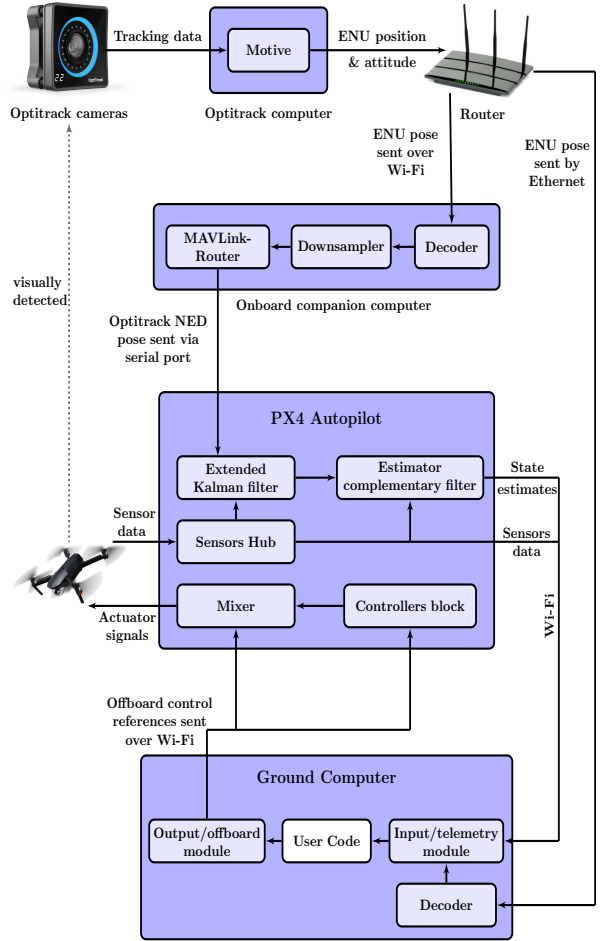 Tracking data
Motive
ENU position
& attitude
22
OptiTrack
Optitrack cameras
Optitrack computer
Router
ENU pose
sent over
Wi-Fi
ENU pose
sent by
Ethernet
MAVLink-
Router
Downsampler
Decoder
Onboard companion computer
visually
detected
Optitrack NED
pose sent via
serial port
PX4 Autopilot
Extended
Kalman filter
Estimator
complementary filter
State
estimates
Sensor
data
Sensors Hub
Sensors
data
Mixer
Controllers block
Actuator
signals
Wi-Fi
Offboard control
references sent
over Wi-Fi
Ground Computer
Output/offboard
module
User Code
Input/telemetry
module
Decoder